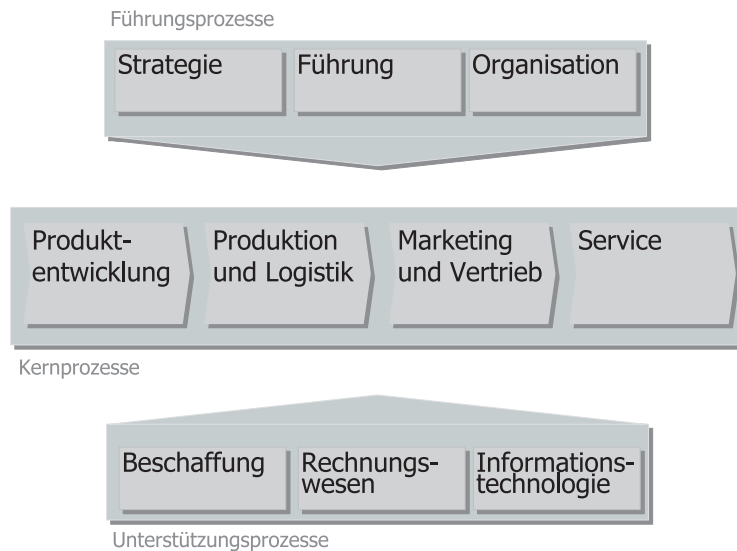 Führungsprozesse
Strategie
Führung
Organisation
Produkt-
entwicklung
Produktion
und Logistik
Marketing
und Vertrieb
Service
Kernprozesse
Beschaffung
Rechnungs-
wesen
Informations-
technologie
Unterstützungsprozesse